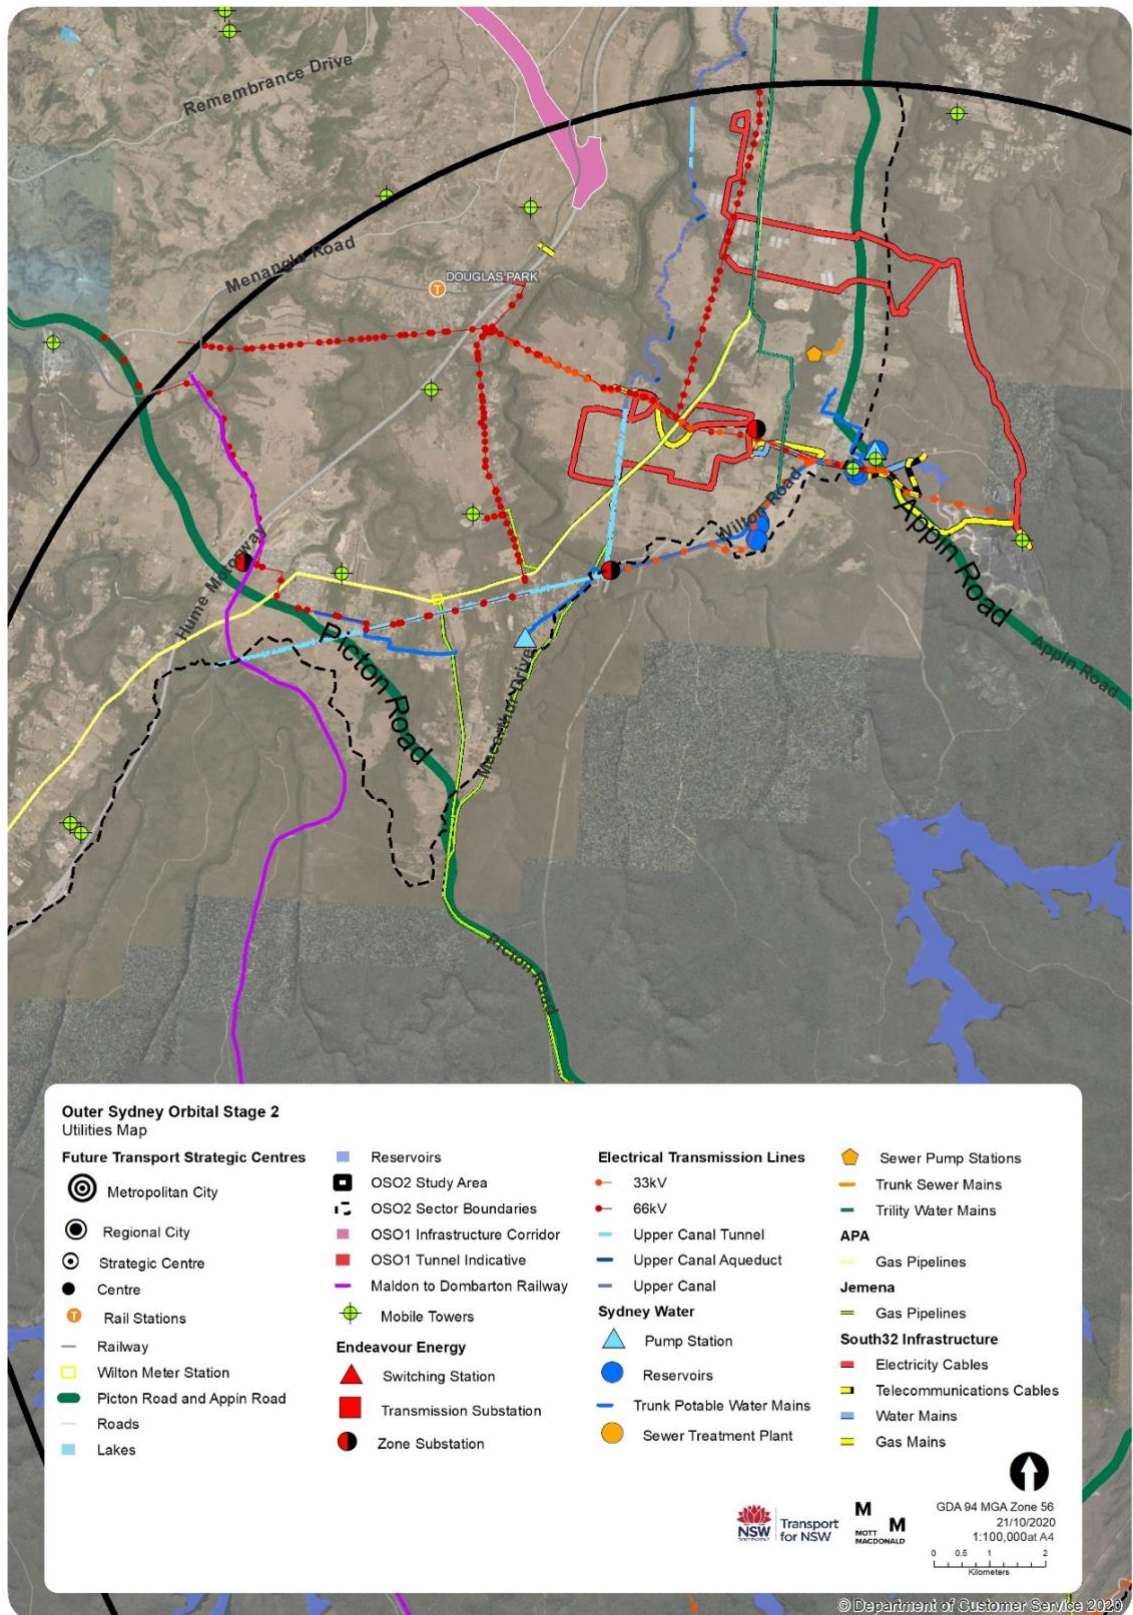 Remembrance Drive
Menangle Road
DOUGLAS PARK
T
Wilton Road
Appin Road
Hume Motorway
Picton Road
Macarthur Drive
Appin Road
Picton Road
Outer Sydney Orbital Stage 2
Utilities Map
Future Transport Strategic Centres
Metropolitan City
Regional City
Strategic Centre
Centre
T
Rail Stations
Railway
Wilton Meter Station
Picton Road and Appin Road
Roads
Lakes
Reservoirs
OSO2 Study Area
OSO2 Sector Boundaries
OSO1 Infrastructure Corridor
OSO1 Tunnel Indicative
Maldon to Dombarton Railway
Mobile Towers
Endeavour Energy
Switching Station
Transmission Substation
Zone Substation
Electrical Transmission Lines
33kV
66kV
Upper Canal Tunnel
Upper Canal Aqueduct
Upper Canal
Sydney Water
Pump Station
Reservoirs
Trunk Potable Water Mains
Sewer Treatment Plant
Sewer Pump Stations
Trunk Sewer Mains
Trility Water Mains
APA
Gas Pipelines
Jemena
Gas Pipelines
South32 Infrastructure
Electricity Cables
Telecommunications Cables
Water Mains
Gas Mains
NSW
GOVERNMENT
Transport
for NSW
M
M
MOTT
MACDONALD
GDA 94 MGA Zone 56
21/10/2020
1:100,000at A4
0 0.5 1 2
Kilometers
© Department of Customer Service 2020